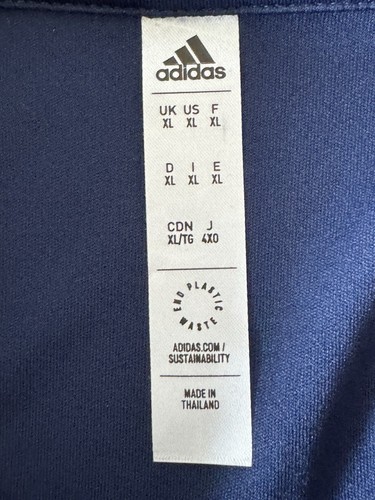 adidas
UK US F
XL XL XL
D I E
XL XL XL
CDN J
XL/TG 4XO
END PLASTIC WASTE
ADIDAS.COM/
SUSTAINABILITY
MADE IN
THAILAND